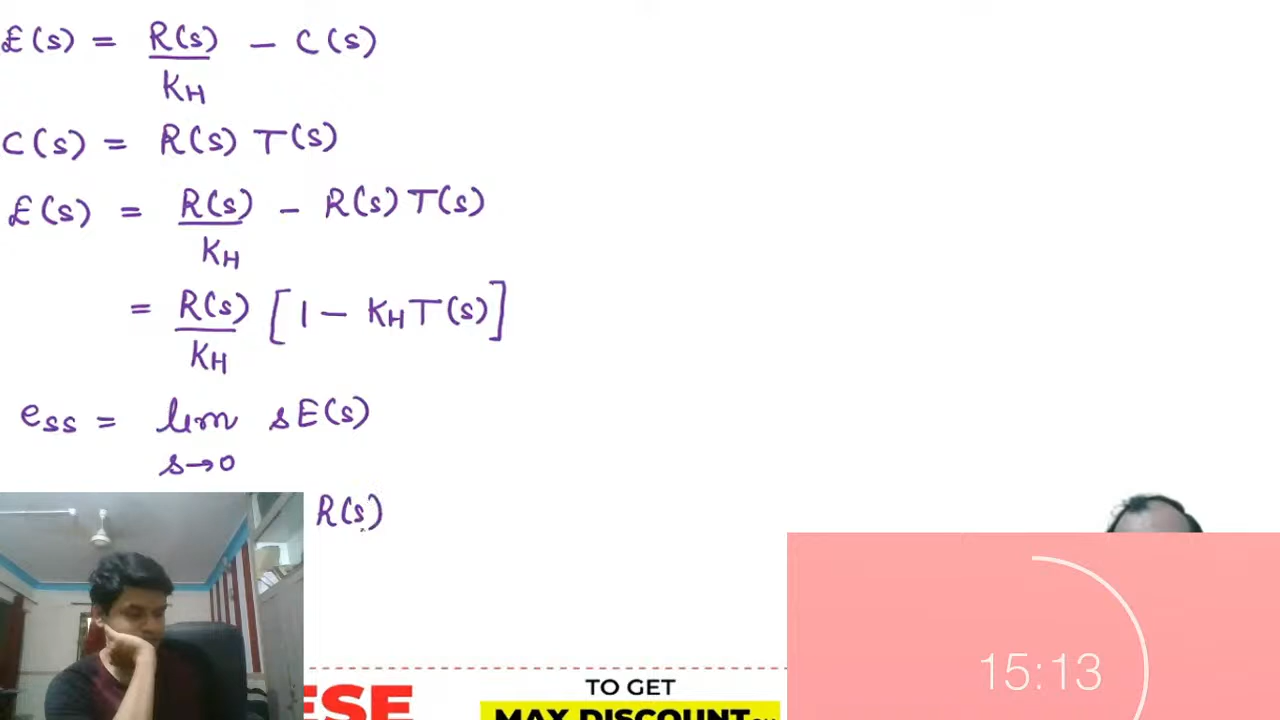 E(s) = R(s)/K_H − C(s)
C(s) = R(s) T(s)
E(s) = R(s)/K_H − R(s) T(s)
= R(s)/K_H [1 − K_H T(s)]
e_ss = lim s→0 sE(s)
R(s)
15:13
TO GET
ESE
MAX DISCOUNT